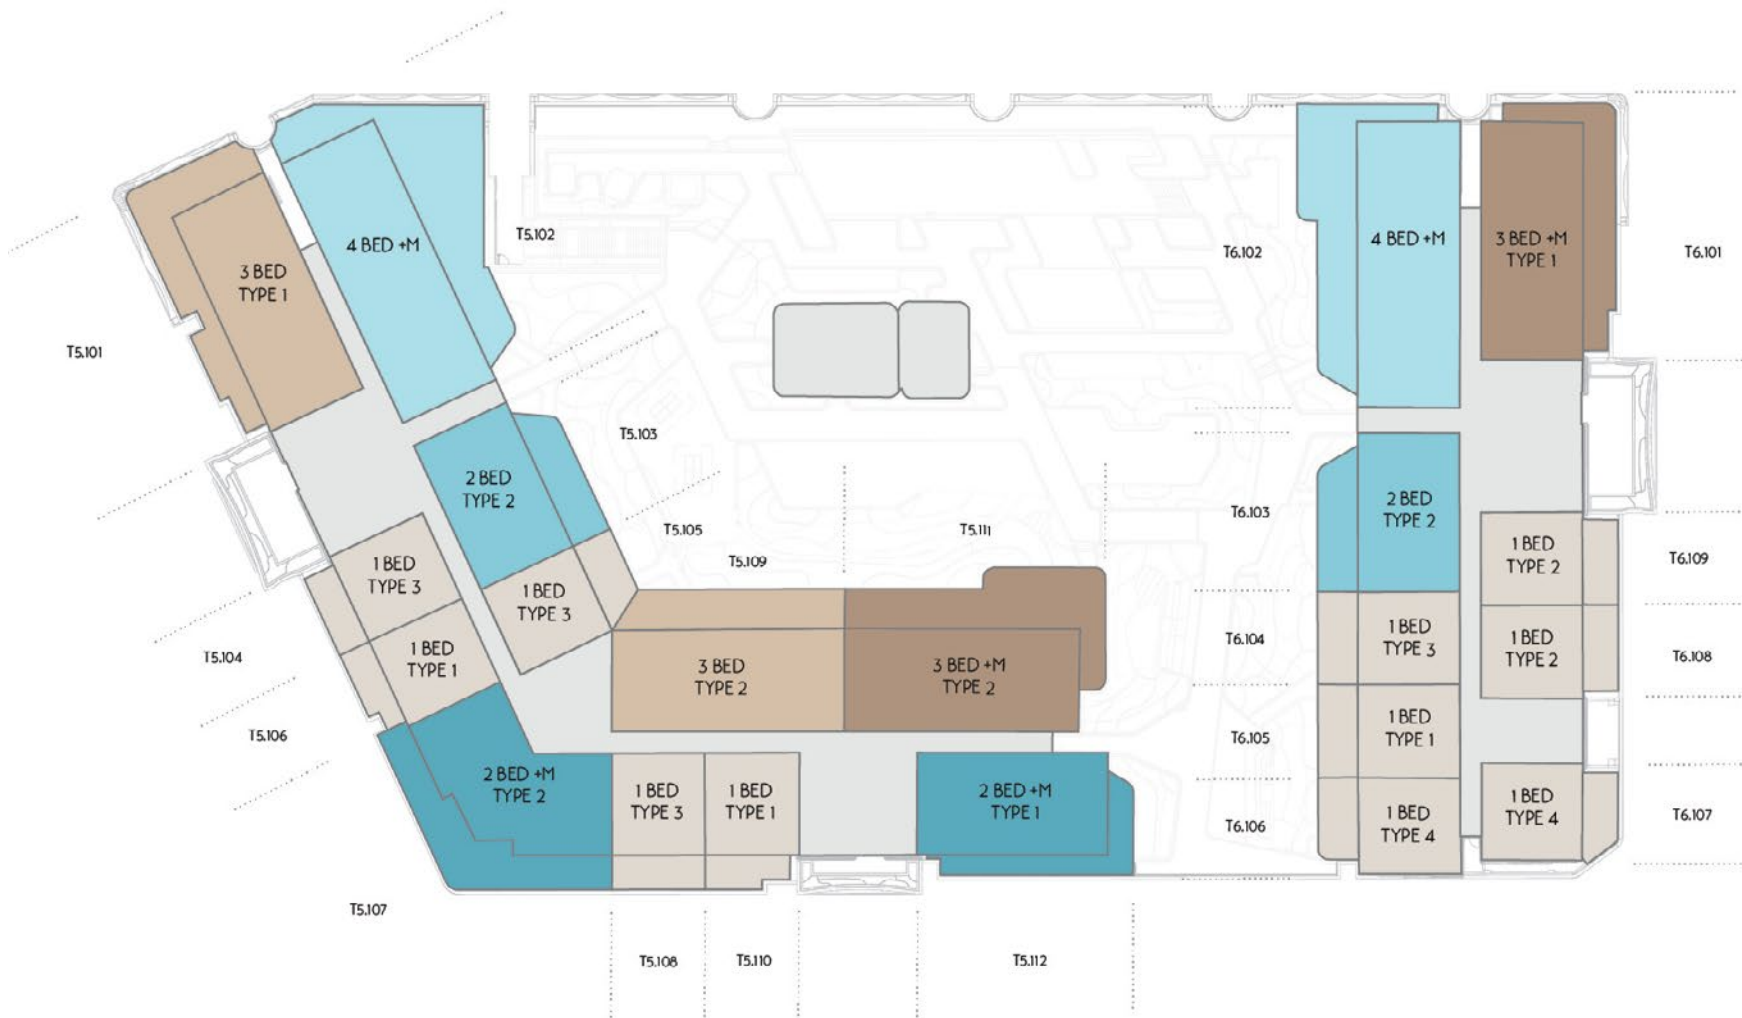 T5.102
T6.102
4 BED +M
4 BED +M
3 BED +M
TYPE 1
T6.101
3 BED
TYPE 1
T5.101
T5.103
2 BED
TYPE 2
T5.105
T5.111
T6.103
2 BED
TYPE 2
T5.109
1 BED
TYPE 2
T6.109
1 BED
TYPE 3
1 BED
TYPE 3
T5.104
1 BED
TYPE 1
T6.104
1 BED
TYPE 3
1 BED
TYPE 2
T6.108
3 BED
TYPE 2
3 BED +M
TYPE 2
T5.106
T6.105
1 BED
TYPE 1
2 BED +M
TYPE 2
1 BED
TYPE 3
1 BED
TYPE 1
2 BED +M
TYPE 1
T6.106
1 BED
TYPE 4
1 BED
TYPE 4
T6.107
T5.107
T5.108
T5.110
T5.112